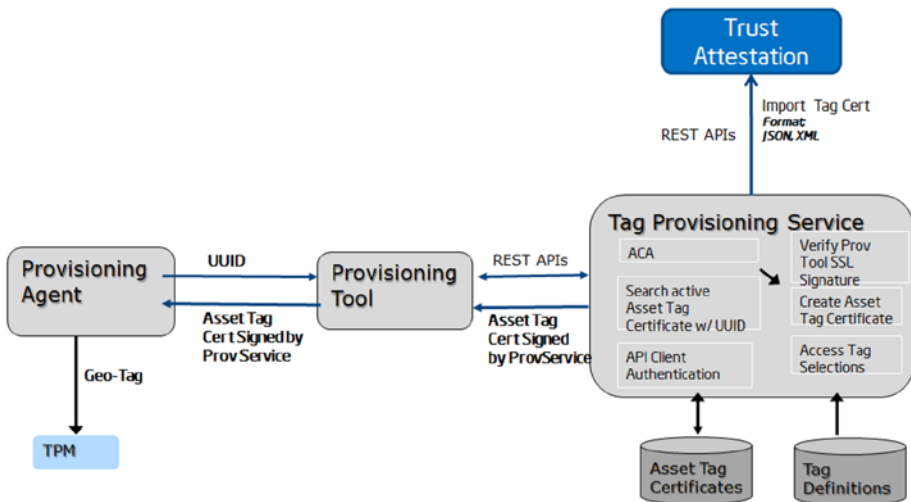 Trust
Attestation
Import Tag Cert
Format:
JSON, XML
REST APIs
Tag Provisioning Service
ACA
Verify Prov
Tool SSL
Signature
Search active
Asset Tag
Certificate w/ UUID
Create Asset
Tag Certificate
API Client
Authentication
Access Tag
Selections
Provisioning
Agent
UUID
Provisioning
Tool
REST APIs
Asset Tag
Cert Signed by
Prov Service
Asset Tag
Cert Signed
by ProvService
Geo-Tag
TPM
Asset Tag
Certificates
Tag
Definitions